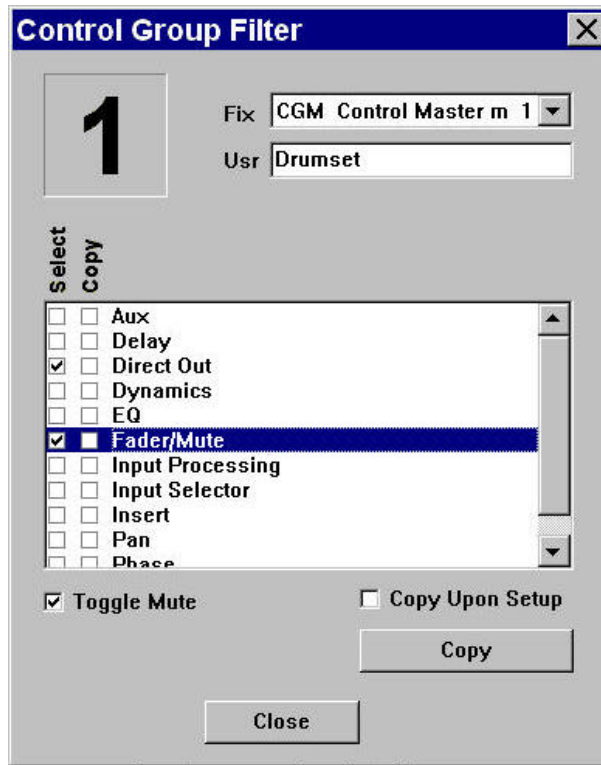 Control Group Filter
1
Fix CGM Control Master m 1
Usr Drumset
Select
Copy
Aux
Delay
Direct Out
Dynamics
EQ
Fader/Mute
Input Processing
Input Selector
Insert
Pan
Phase
Toggle Mute
Copy Upon Setup
Copy
Close